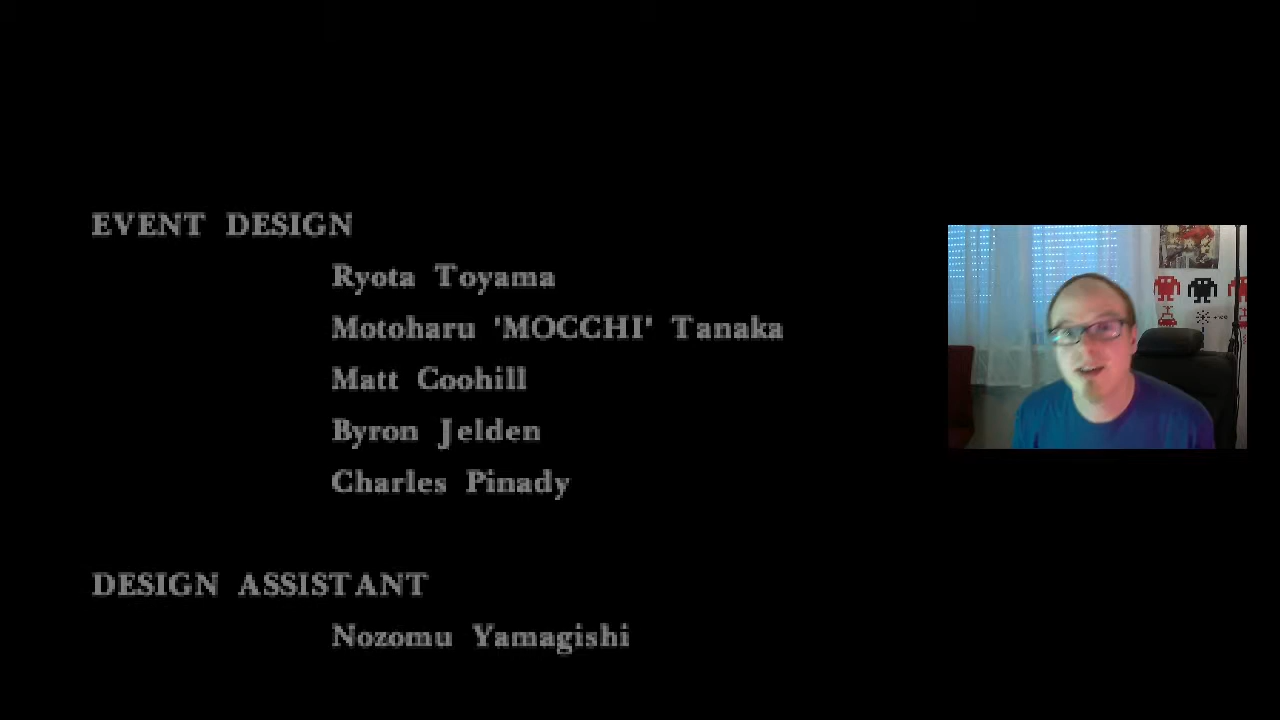 EVENT DESIGN
Ryota Toyama
Motoharu 'MOCCHI' Tanaka
Matt Coohill
Byron Jelden
Charles Pinady
DESIGN ASSISTANT
Nozomu Yamagishi